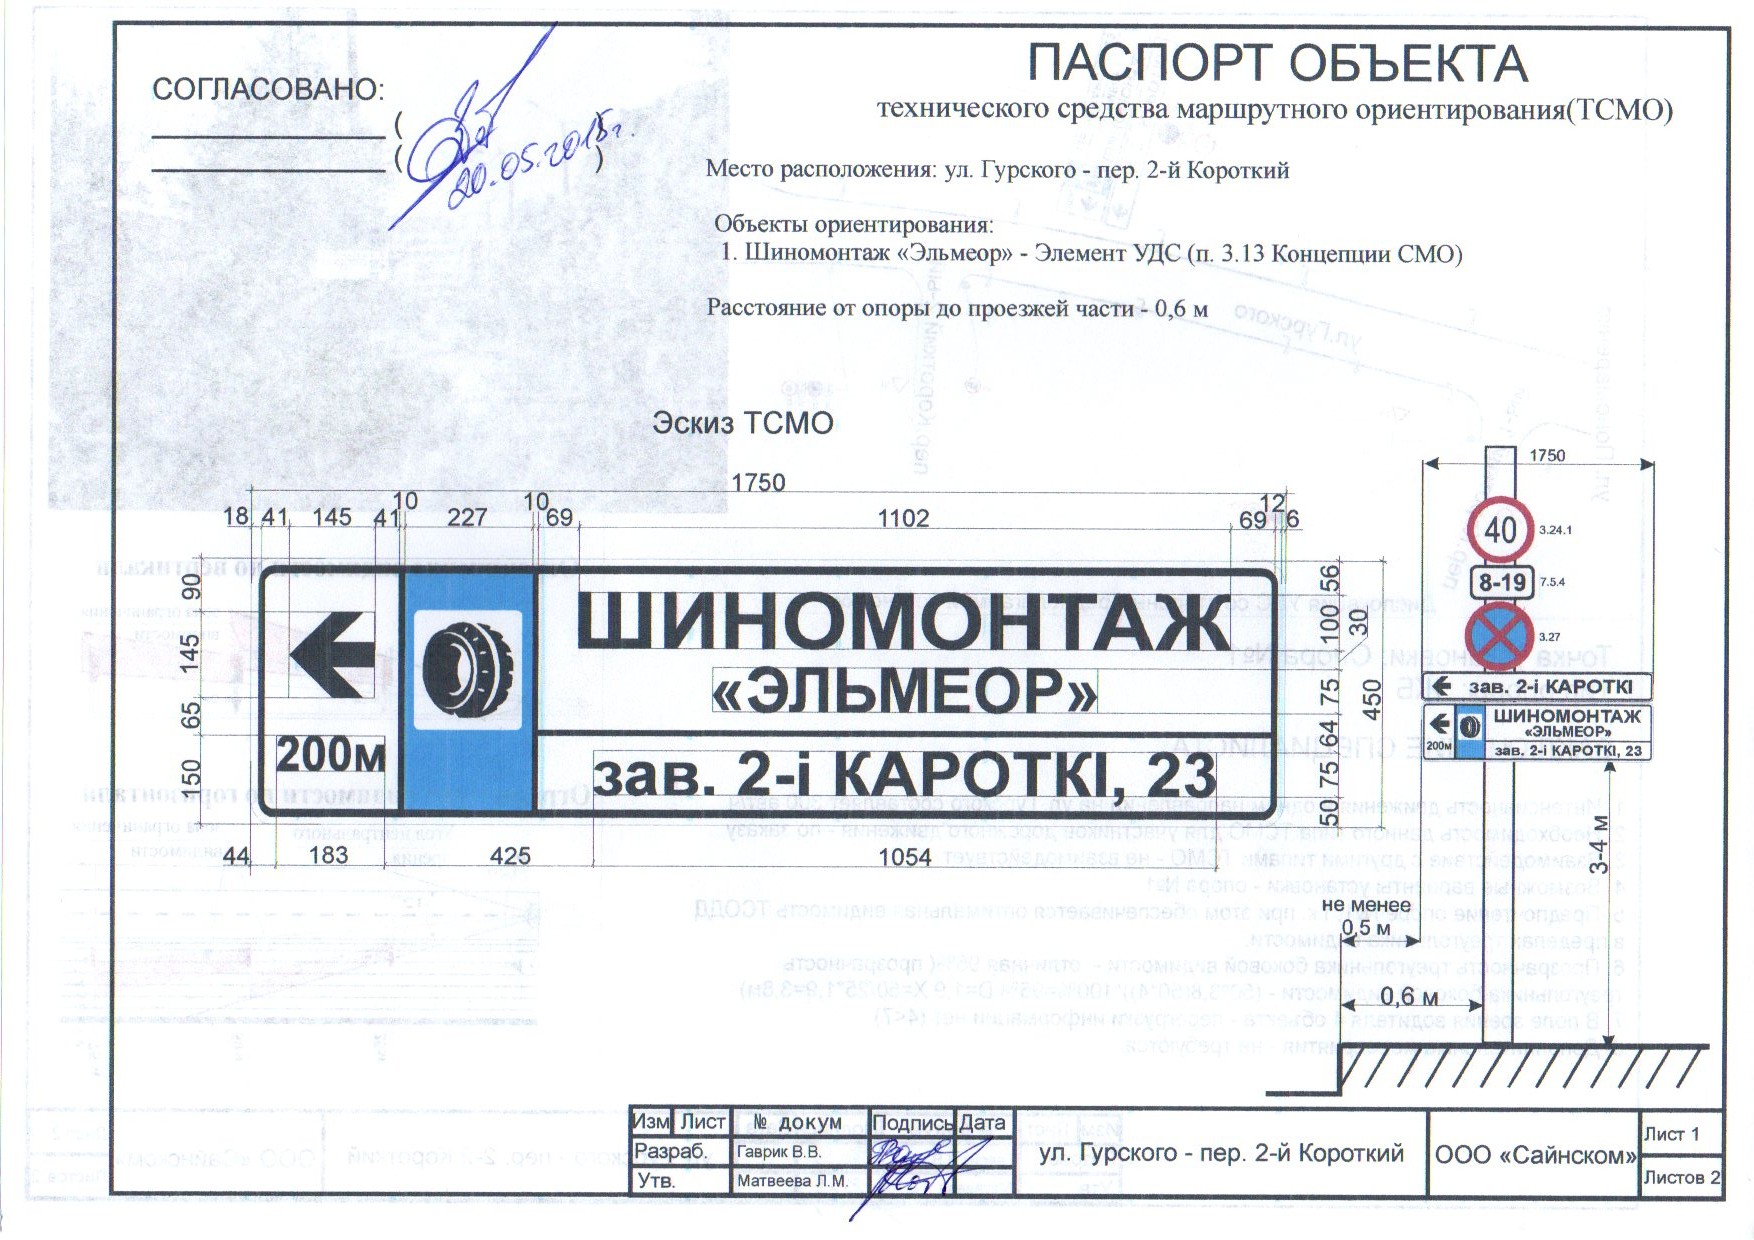 СОГЛАСОВАНО:
( )
( )
20.05.2015г.
ПАСПОРТ ОБЪЕКТА
технического средства маршрутного ориентирования(ТСМО)
Место расположения: ул. Гурского - пер. 2-й Короткий
Объекты ориентирования:
1. Шиномонтаж «Эльмеор» - Элемент УДС (п. 3.13 Концепции СМО)
Расстояние от опоры до проезжей части - 0,6 м
Эскиз ТСМО
1750
18 41 145 41 10 227 10 69 1102 69 12 6
90
145
65
150
200м
ШИНОМОНТАЖ
«ЭЛЬМЕОР»
зав. 2-і КАРОТКІ, 23
56
100
30
75
64
75
50
450
44 183 425 1054
1750
40 3.24.1
8-19 7.5.4
3.27
зав. 2-і КАРОТКІ
ШИНОМОНТАЖ
«ЭЛЬМЕОР»
200м зав. 2-і КАРОТКІ, 23
3-4 м
не менее
0,5 м
0,6 м
Изм Лист № докум Подпись Дата
Разраб. Гаврик В.В.
Утв. Матвеева Л.М.
ул. Гурского - пер. 2-й Короткий
ООО «Сайнском»
Лист 1
Листов 2